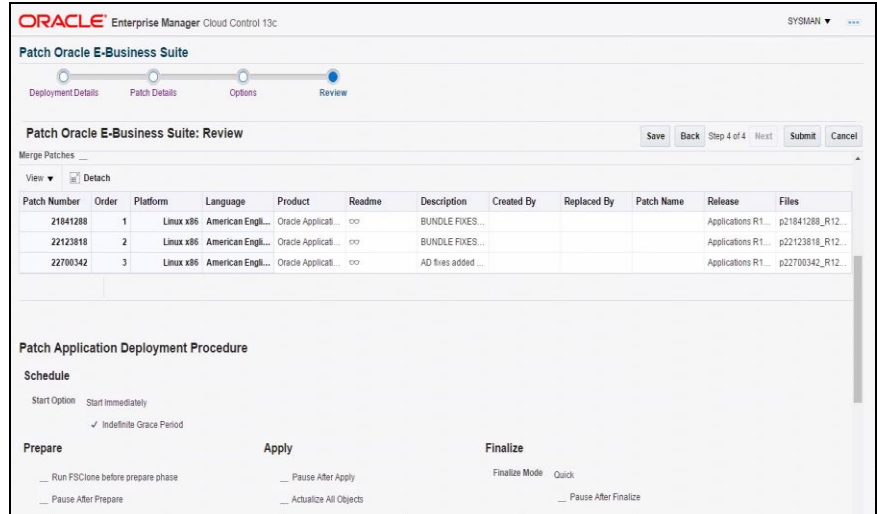 ORACLE Enterprise Manager Cloud Control 13c SYSMAN
Patch Oracle E-Business Suite
Deployment Details Patch Details Options Review
Patch Oracle E-Business Suite: Review Save Back Step 4 of 4 Next Submit Cancel
Merge Patches
View Detach
Patch Number Order Platform Language Product Readme Description Created By Replaced By Patch Name Release Files
21841288 1 Linux x86 American Engli... Oracle Applicati... BUNDLE FIXES... Applications R1... p21841288_R12...
22123818 2 Linux x86 American Engli... Oracle Applicati... BUNDLE FIXES... Applications R1... p22123818_R12...
22700342 3 Linux x86 American Engli... Oracle Applicati... AD fixes added ... Applications R1... p22700342_R12...
Patch Application Deployment Procedure
Schedule
Start Option Start Immediately
✓ Indefinite Grace Period
Prepare Apply Finalize
__ Run FSClone before prepare phase __ Pause After Apply Finalize Mode Quick
__ Pause After Prepare __ Actualize All Objects __ Pause After Finalize